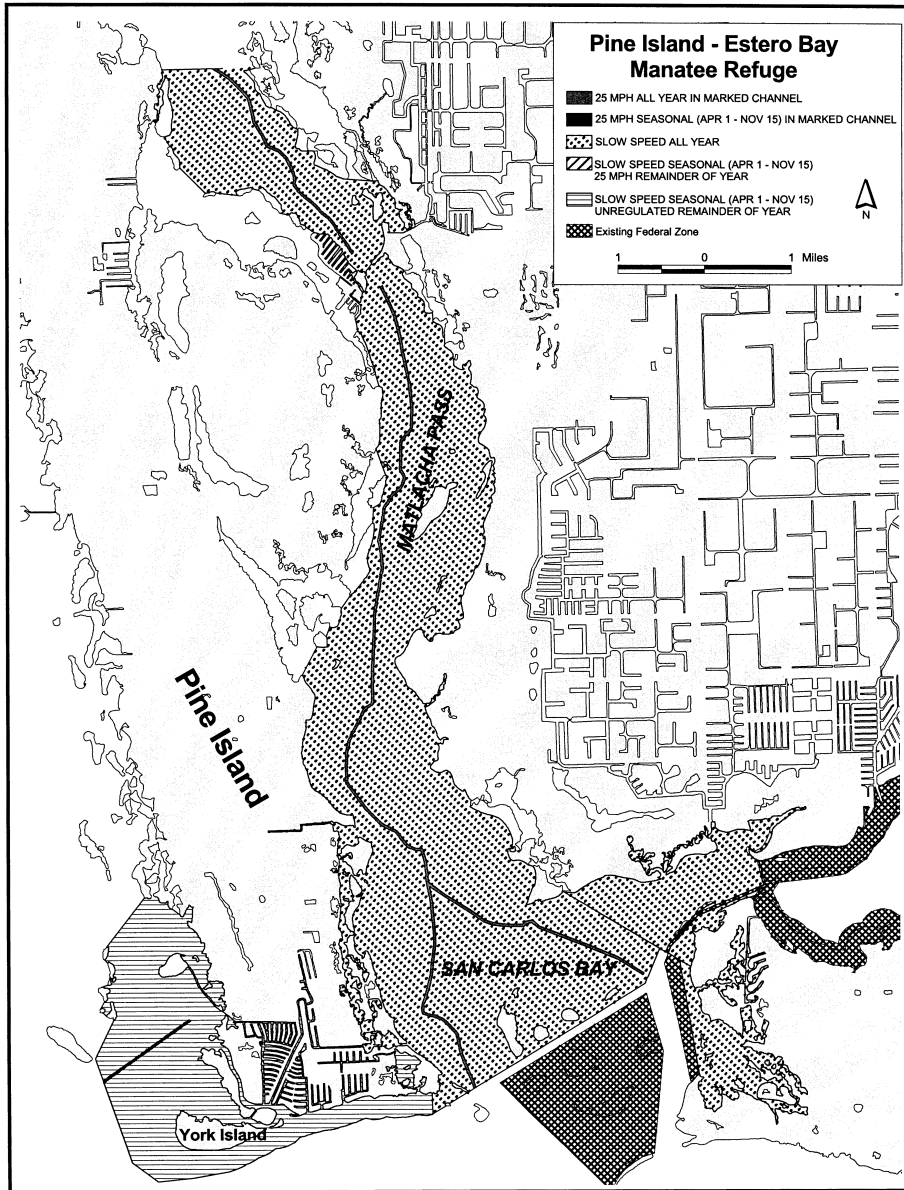 Pine Island - Estero Bay
Manatee Refuge
25 MPH ALL YEAR IN MARKED CHANNEL
25 MPH SEASONAL (APR 1 - NOV 15) IN MARKED CHANNEL
SLOW SPEED ALL YEAR
SLOW SPEED SEASONAL (APR 1 - NOV 15)
25 MPH REMAINDER OF YEAR
SLOW SPEED SEASONAL (APR 1 - NOV 15)
UNREGULATED REMAINDER OF YEAR
N
Existing Federal Zone
1 0 1 Miles
MATLACHA PASS
Pine Island
SAN CARLOS BAY
York Island